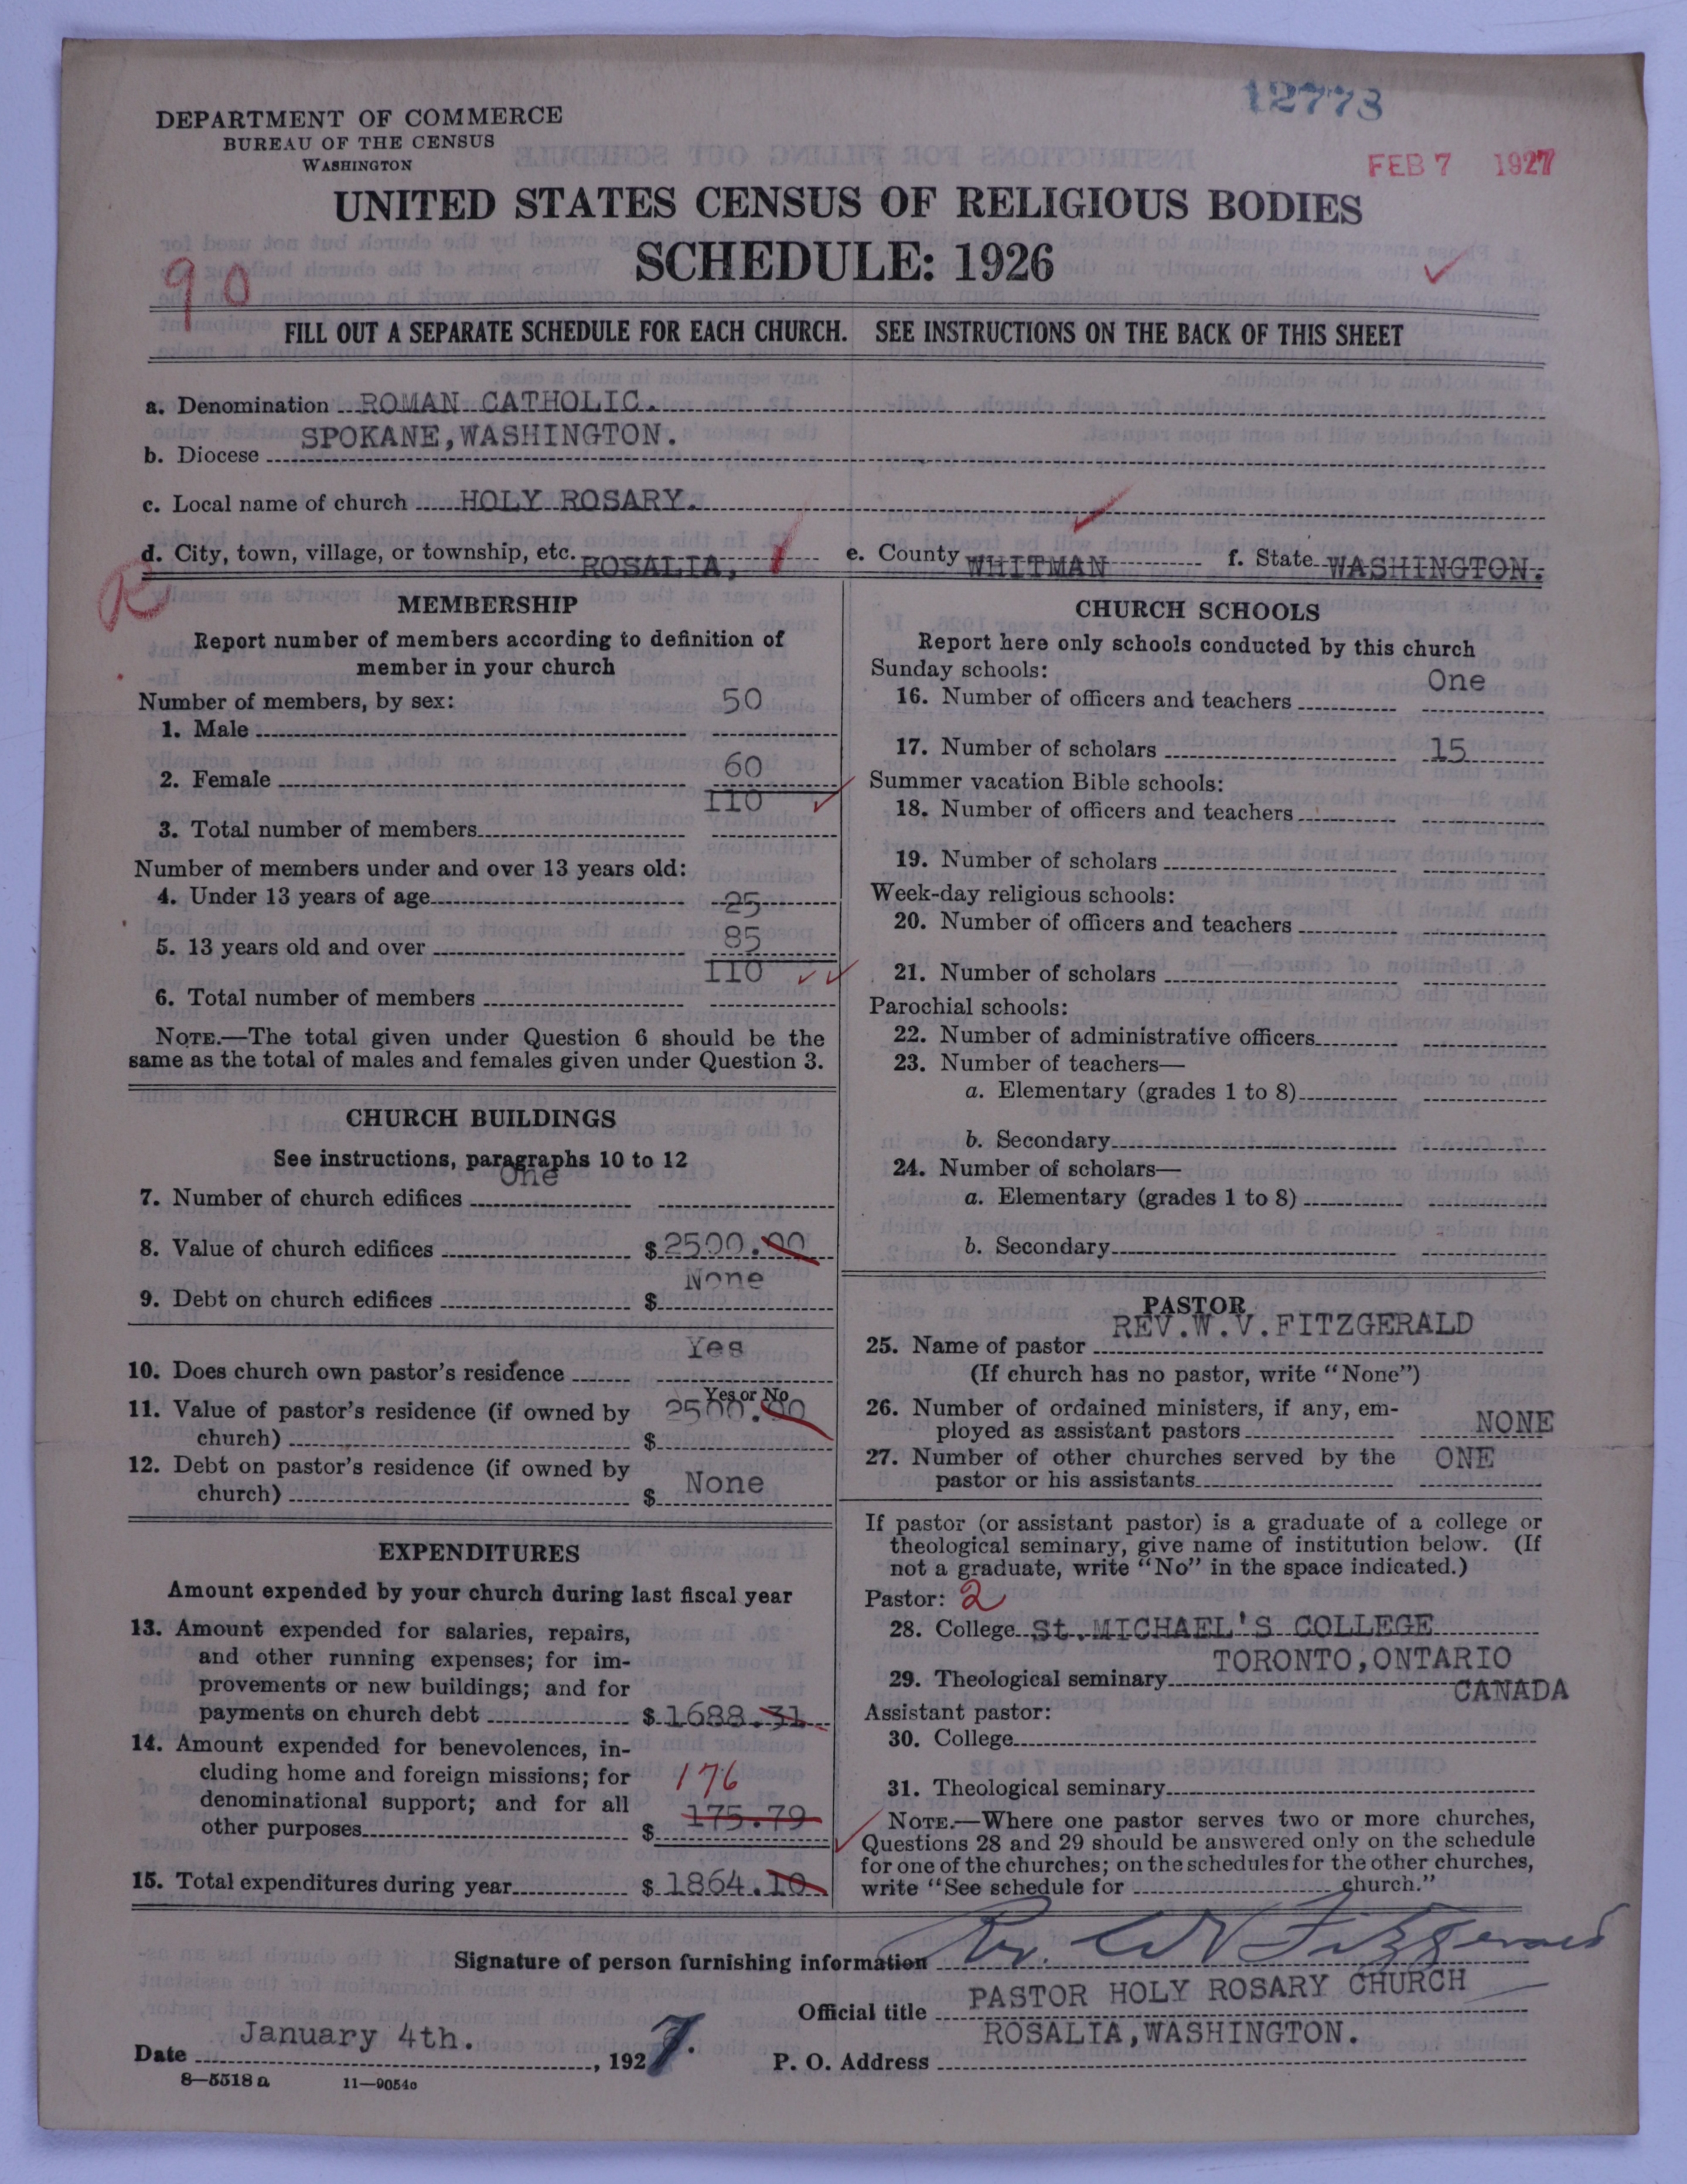 12773
DEPARTMENT OF COMMERCE
BUREAU OF THE CENSUS
WASHINGTON
FEB 7 1927
UNITED STATES CENSUS OF RELIGIOUS BODIES
SCHEDULE: 1926
90
FILL OUT A SEPARATE SCHEDULE FOR EACH CHURCH. SEE INSTRUCTIONS ON THE BACK OF THIS SHEET
a. Denomination ROMAN CATHOLIC.
b. Diocese SPOKANE, WASHINGTON.
c. Local name of church HOLY ROSARY.
d. City, town, village, or township, etc. ROSALIA, e. County WHITMAN f. State WASHINGTON.
R
MEMBERSHIP
Report number of members according to definition of
member in your church
Number of members, by sex:
1. Male 50
2. Female 60
3. Total number of members 110
Number of members under and over 13 years old:
4. Under 13 years of age 25
5. 13 years old and over 85
6. Total number of members 110
NOTE.—The total given under Question 6 should be the
same as the total of males and females given under Question 3.
CHURCH BUILDINGS
See instructions, paragraphs 10 to 12
7. Number of church edifices One
8. Value of church edifices $2500.00
9. Debt on church edifices $ None
10. Does church own pastor's residence Yes
Yes or No
11. Value of pastor's residence (if owned by
church) $ 2500.00
12. Debt on pastor's residence (if owned by
church) $ None
EXPENDITURES
Amount expended by your church during last fiscal year
13. Amount expended for salaries, repairs,
and other running expenses; for im-
provements or new buildings; and for
payments on church debt $ 1688.31
14. Amount expended for benevolences, in-
cluding home and foreign missions; for
denominational support; and for all
176
other purposes $ 175.79
15. Total expenditures during year $ 1864.10
CHURCH SCHOOLS
Report here only schools conducted by this church
Sunday schools:
16. Number of officers and teachers One
17. Number of scholars 15
Summer vacation Bible schools:
18. Number of officers and teachers
19. Number of scholars
Week-day religious schools:
20. Number of officers and teachers
21. Number of scholars
Parochial schools:
22. Number of administrative officers
23. Number of teachers—
a. Elementary (grades 1 to 8)
b. Secondary
24. Number of scholars—
a. Elementary (grades 1 to 8)
b. Secondary
PASTOR
25. Name of pastor REV.W.V.FITZGERALD
(If church has no pastor, write "None")
26. Number of ordained ministers, if any, em-
ployed as assistant pastors NONE
27. Number of other churches served by the
pastor or his assistants ONE
If pastor (or assistant pastor) is a graduate of a college or
theological seminary, give name of institution below. (If
not a graduate, write "No" in the space indicated.)
Pastor: 2
28. College St. MICHAEL'S COLLEGE
29. Theological seminary TORONTO, ONTARIO
CANADA
Assistant pastor:
30. College
31. Theological seminary
NOTE.—Where one pastor serves two or more churches,
Questions 28 and 29 should be answered only on the schedule
for one of the churches; on the schedules for the other churches,
write "See schedule for church."
Signature of person furnishing information Rev. W V Fitzgerald
Official title PASTOR HOLY ROSARY CHURCH
Date January 4th. , 1927.
P. O. Address ROSALIA, WASHINGTON.
8—5518 a 11—9054c